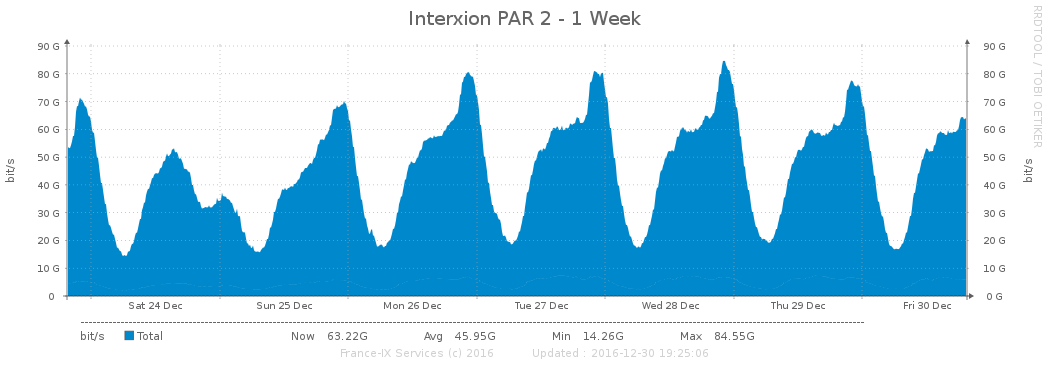 Interxion PAR 2 - 1 Week
RRDTOOL / TOBI OETIKER
90 G 90 G
80 G 80 G
70 G 70 G
60 G 60 G
50 G 50 G
40 G 40 G
30 G 30 G
20 G 20 G
10 G 10 G
0 0 G
bit/s
bit/s
Sat 24 Dec Sun 25 Dec Mon 26 Dec Tue 27 Dec Wed 28 Dec Thu 29 Dec Fri 30 Dec
bit/s Total Now 63.22G Avg 45.95G Min 14.26G Max 84.55G
France-IX Services (c) 2016 Updated : 2016-12-30 19:25:06